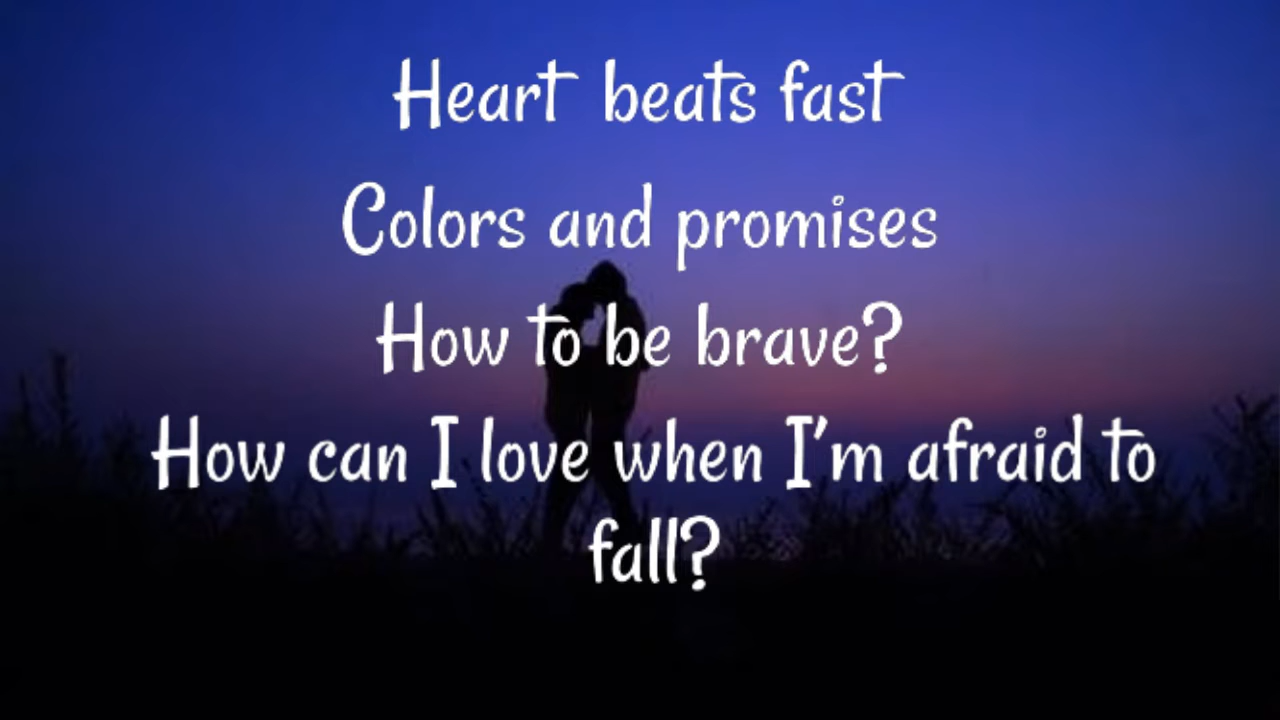 Heart beats fast
Colors and promises
How to be brave?
How can I love when I'm afraid to
fall?